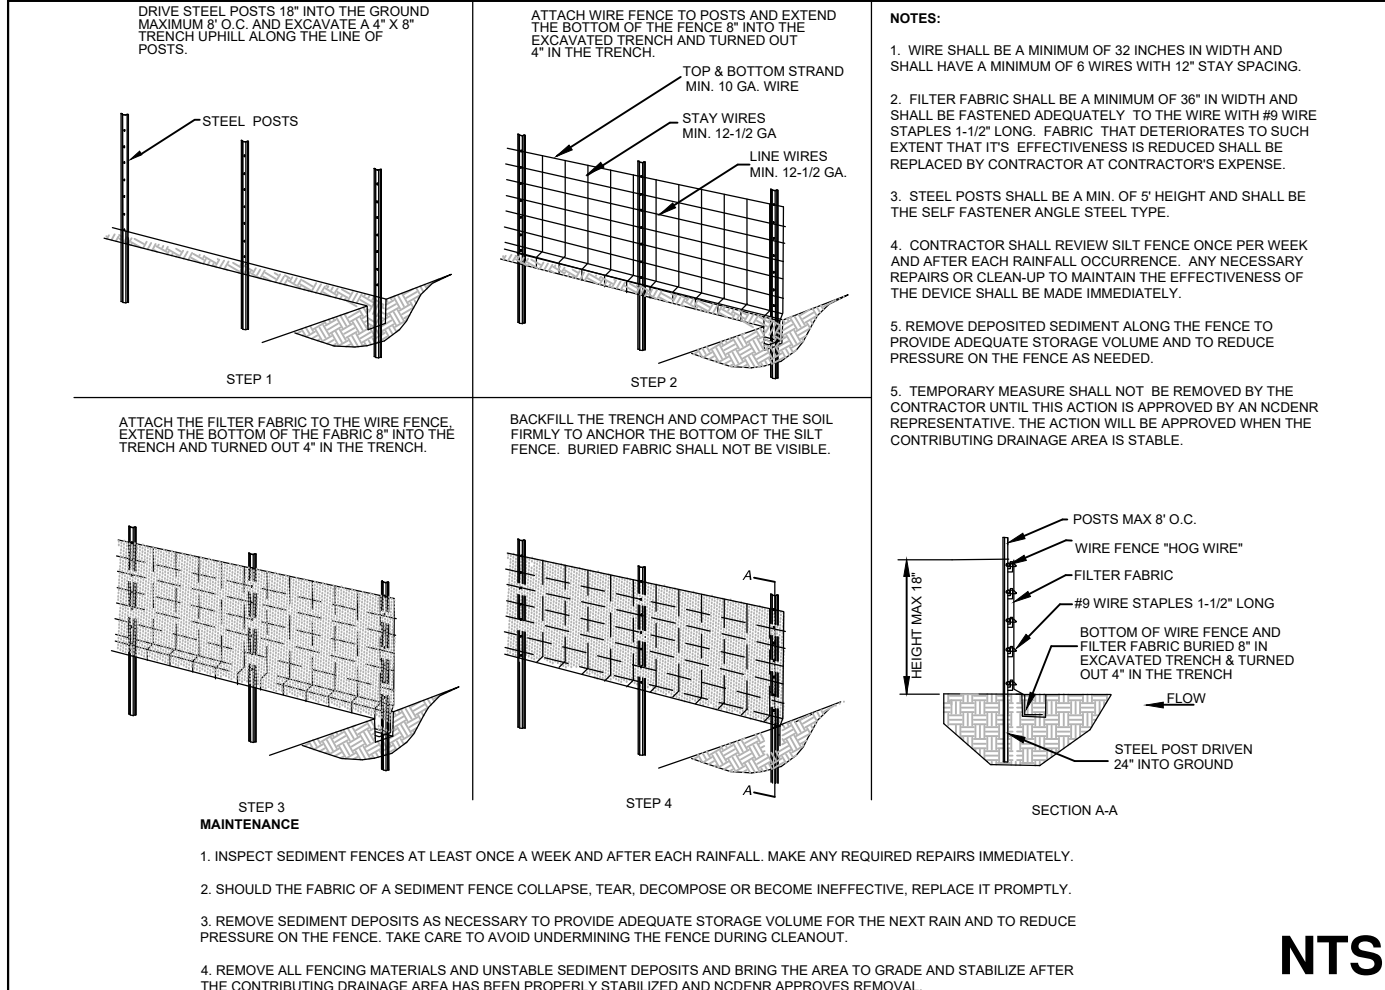 DRIVE STEEL POSTS 18" INTO THE GROUND
MAXIMUM 8' O.C. AND EXCAVATE A 4" X 8"
TRENCH UPHILL ALONG THE LINE OF
POSTS.
STEEL POSTS
STEP 1
ATTACH WIRE FENCE TO POSTS AND EXTEND
THE BOTTOM OF THE FENCE 8" INTO THE
EXCAVATED TRENCH AND TURNED OUT
4" IN THE TRENCH.
TOP & BOTTOM STRAND
MIN. 10 GA. WIRE
STAY WIRES
MIN. 12-1/2 GA
LINE WIRES
MIN. 12-1/2 GA.
STEP 2
ATTACH THE FILTER FABRIC TO THE WIRE FENCE,
EXTEND THE BOTTOM OF THE FABRIC 8" INTO THE
TRENCH AND TURNED OUT 4" IN THE TRENCH.
STEP 3
BACKFILL THE TRENCH AND COMPACT THE SOIL
FIRMLY TO ANCHOR THE BOTTOM OF THE SILT
FENCE. BURIED FABRIC SHALL NOT BE VISIBLE.
A
A
STEP 4
NOTES:
1. WIRE SHALL BE A MINIMUM OF 32 INCHES IN WIDTH AND
SHALL HAVE A MINIMUM OF 6 WIRES WITH 12" STAY SPACING.
2. FILTER FABRIC SHALL BE A MINIMUM OF 36" IN WIDTH AND
SHALL BE FASTENED ADEQUATELY TO THE WIRE WITH #9 WIRE
STAPLES 1-1/2" LONG. FABRIC THAT DETERIORATES TO SUCH
EXTENT THAT IT'S EFFECTIVENESS IS REDUCED SHALL BE
REPLACED BY CONTRACTOR AT CONTRACTOR'S EXPENSE.
3. STEEL POSTS SHALL BE A MIN. OF 5' HEIGHT AND SHALL BE
THE SELF FASTENER ANGLE STEEL TYPE.
4. CONTRACTOR SHALL REVIEW SILT FENCE ONCE PER WEEK
AND AFTER EACH RAINFALL OCCURRENCE. ANY NECESSARY
REPAIRS OR CLEAN-UP TO MAINTAIN THE EFFECTIVENESS OF
THE DEVICE SHALL BE MADE IMMEDIATELY.
5. REMOVE DEPOSITED SEDIMENT ALONG THE FENCE TO
PROVIDE ADEQUATE STORAGE VOLUME AND TO REDUCE
PRESSURE ON THE FENCE AS NEEDED.
5. TEMPORARY MEASURE SHALL NOT BE REMOVED BY THE
CONTRACTOR UNTIL THIS ACTION IS APPROVED BY AN NCDENR
REPRESENTATIVE. THE ACTION WILL BE APPROVED WHEN THE
CONTRIBUTING DRAINAGE AREA IS STABLE.
POSTS MAX 8' O.C.
WIRE FENCE "HOG WIRE"
FILTER FABRIC
#9 WIRE STAPLES 1-1/2" LONG
BOTTOM OF WIRE FENCE AND
FILTER FABRIC BURIED 8" IN
EXCAVATED TRENCH & TURNED
OUT 4" IN THE TRENCH
HEIGHT MAX 18"
FLOW
STEEL POST DRIVEN
24" INTO GROUND
SECTION A-A
MAINTENANCE
1. INSPECT SEDIMENT FENCES AT LEAST ONCE A WEEK AND AFTER EACH RAINFALL. MAKE ANY REQUIRED REPAIRS IMMEDIATELY.
2. SHOULD THE FABRIC OF A SEDIMENT FENCE COLLAPSE, TEAR, DECOMPOSE OR BECOME INEFFECTIVE, REPLACE IT PROMPTLY.
3. REMOVE SEDIMENT DEPOSITS AS NECESSARY TO PROVIDE ADEQUATE STORAGE VOLUME FOR THE NEXT RAIN AND TO REDUCE
PRESSURE ON THE FENCE. TAKE CARE TO AVOID UNDERMINING THE FENCE DURING CLEANOUT.
4. REMOVE ALL FENCING MATERIALS AND UNSTABLE SEDIMENT DEPOSITS AND BRING THE AREA TO GRADE AND STABILIZE AFTER
THE CONTRIBUTING DRAINAGE AREA HAS BEEN PROPERLY STABILIZED AND NCDENR APPROVES REMOVAL.
NTS